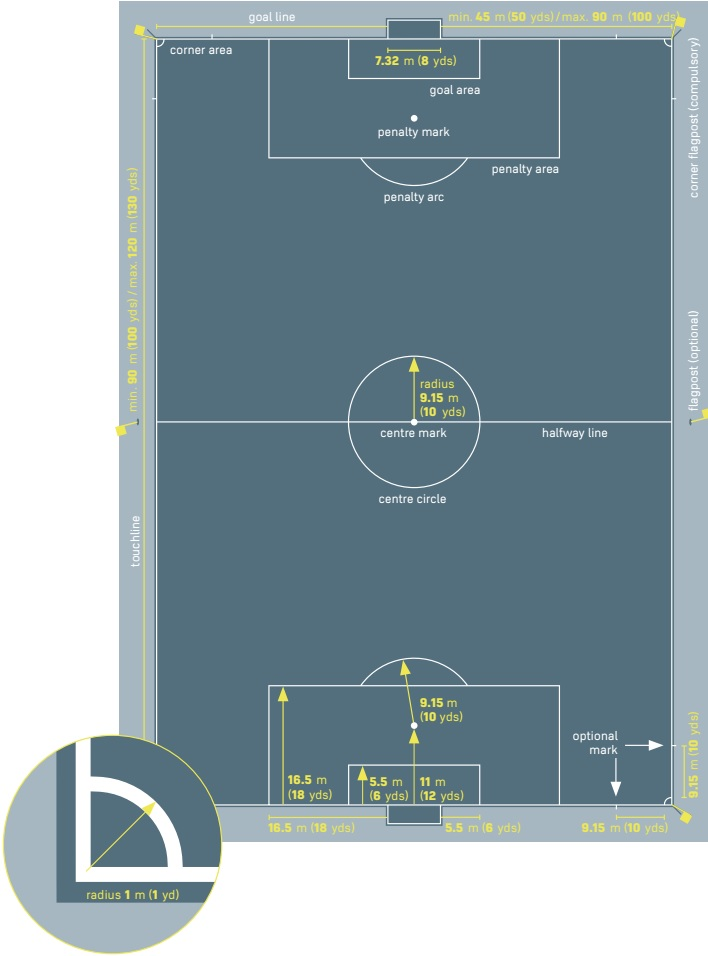 goal line
min. 45 m (50 yds)/max. 90 m (100 yds)
corner area
7.32 m (8 yds)
goal area
penalty mark
penalty area
penalty arc
corner flagpost (compulsory)
min. 90 m (100 yds) / max. 120 m (130 yds)
flagpost (optional)
radius
9.15 m
(10 yds)
centre mark
halfway line
centre circle
touchline
9.15 m
(10 yds)
optional
mark
9.15 m (10 yds)
16.5 m
(18 yds)
5.5 m
(6 yds)
11 m
(12 yds)
16.5 m (18 yds)
5.5 m (6 yds)
9.15 m (10 yds)
radius 1 m (1 yd)